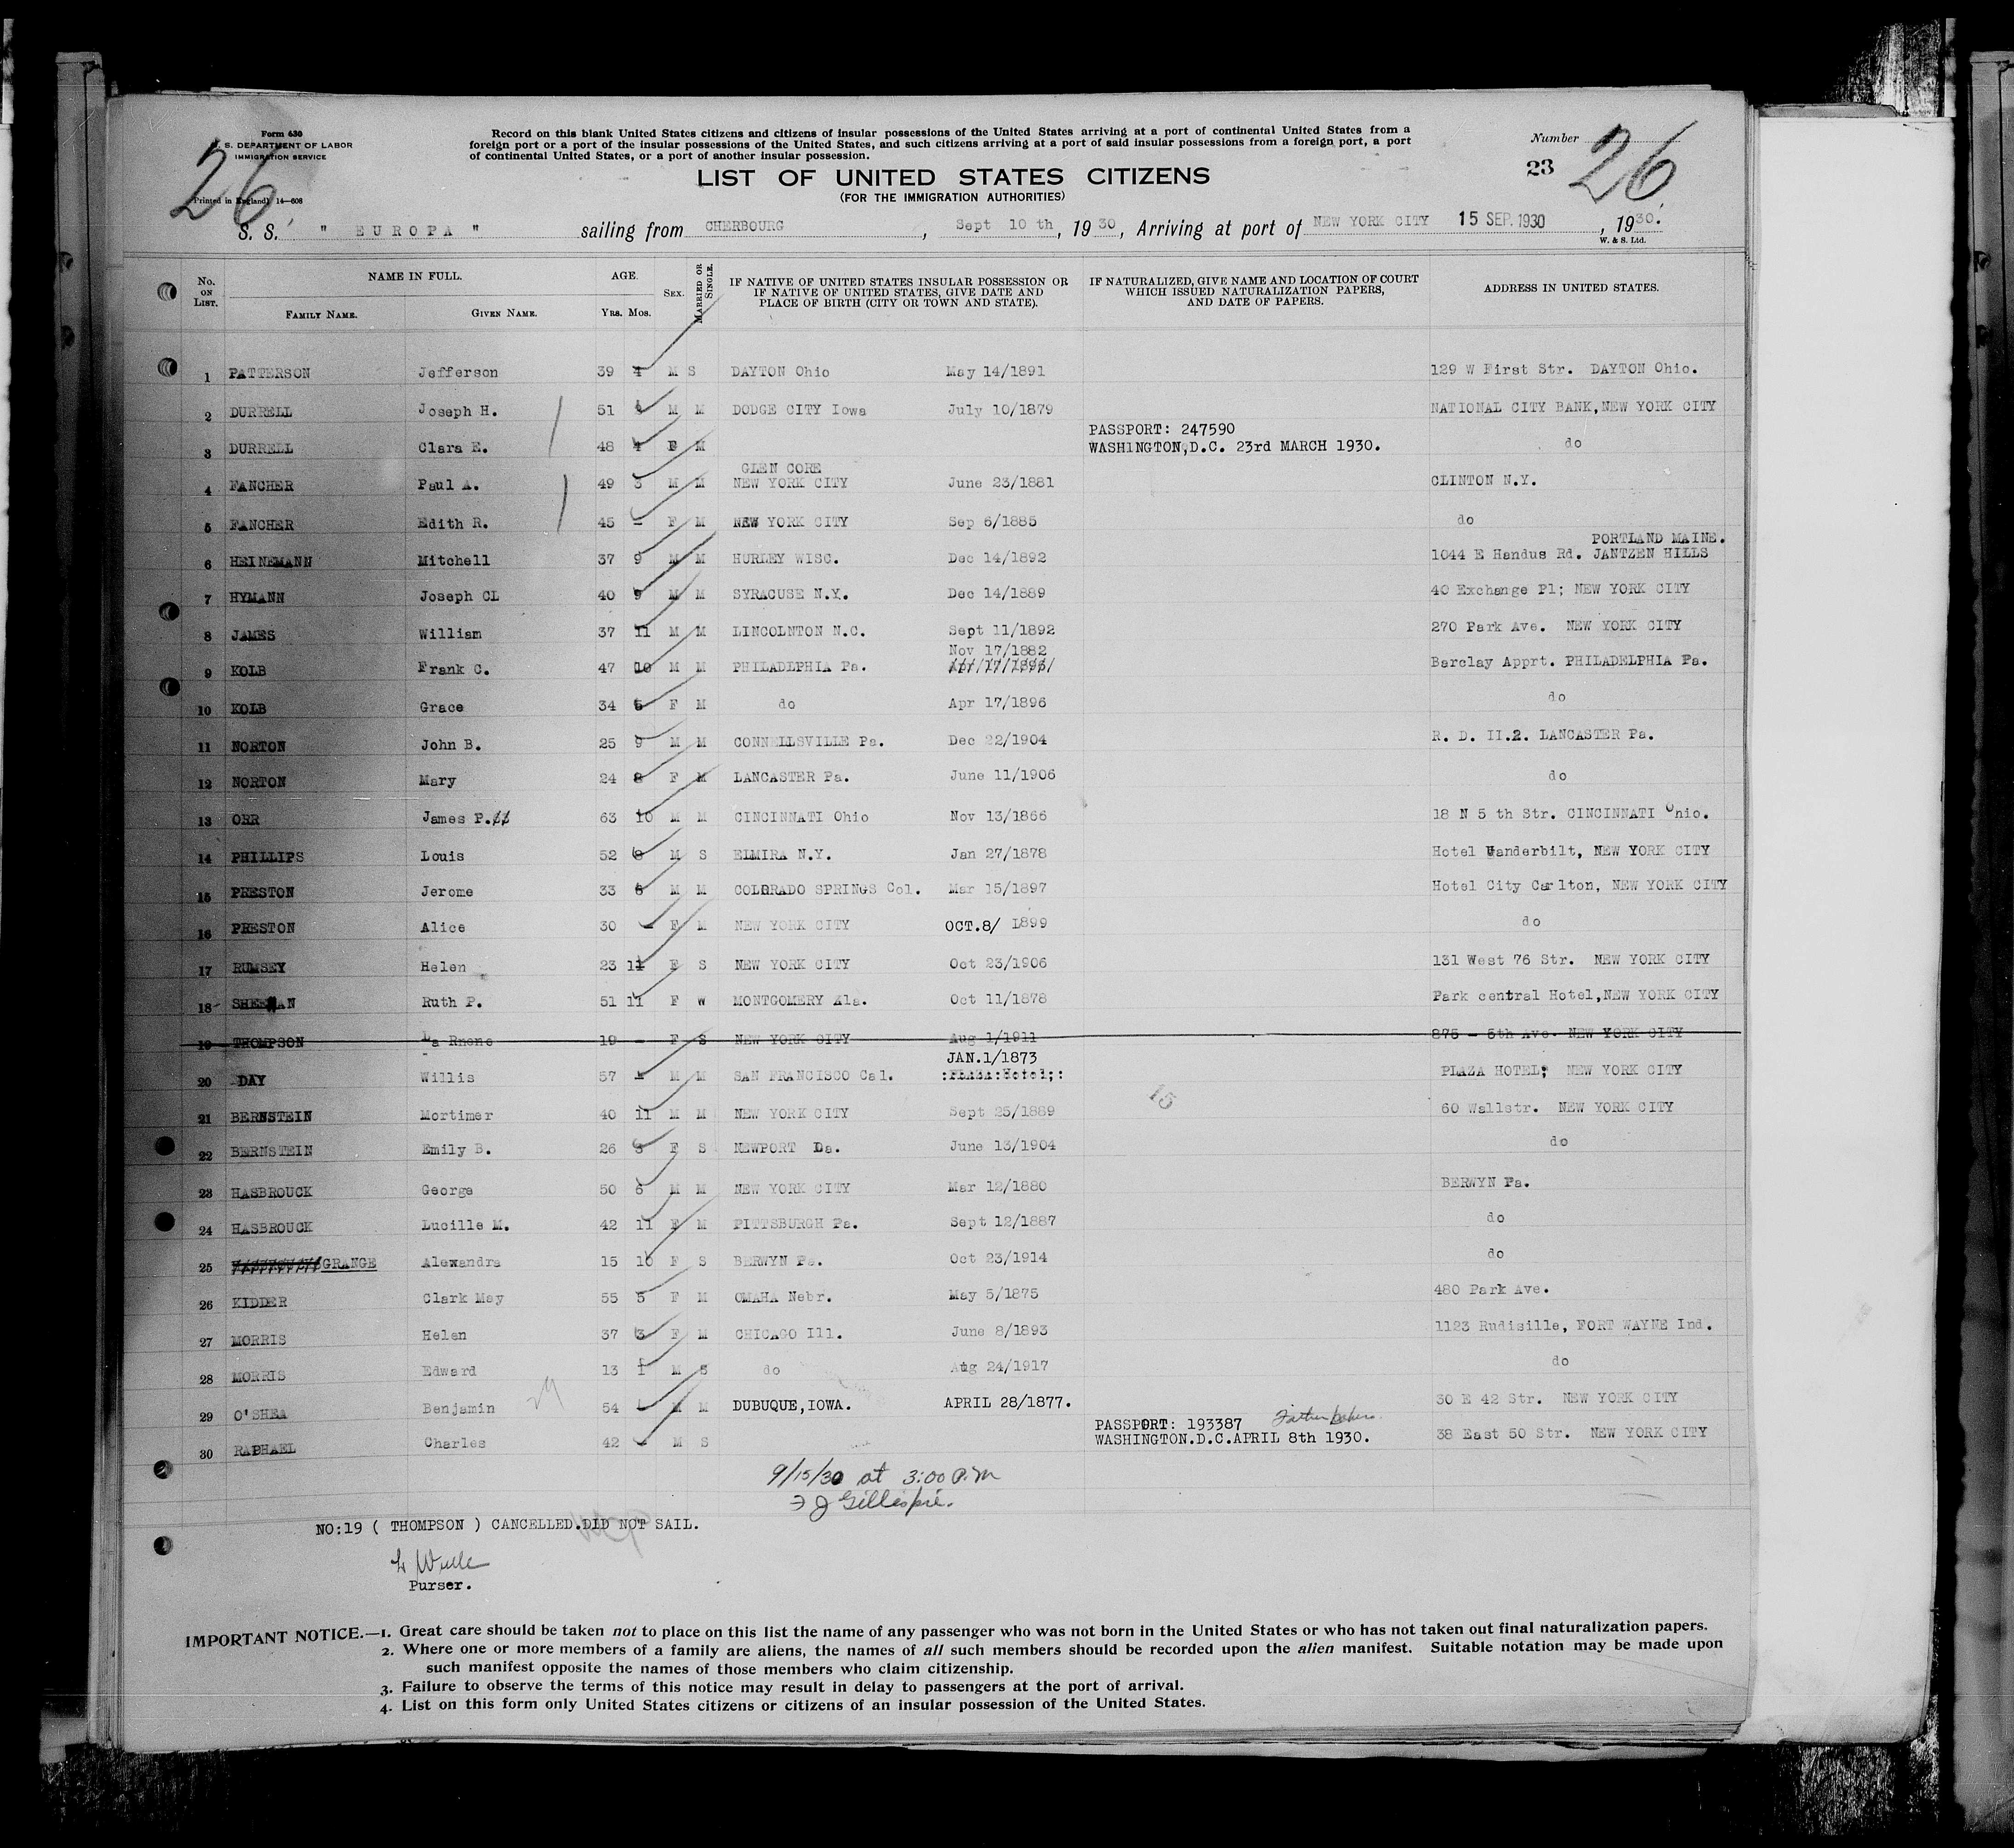 Form 630
U. S. DEPARTMENT OF LABOR
IMMIGRATION SERVICE
26
(Printed in England) 14—608
Record on this blank United States citizens and citizens of insular possessions of the United States arriving at a port of continental United States from a
foreign port or a port of the insular possessions of the United States, and such citizens arriving at a port of said insular possessions from a foreign port, a port
of continental United States, or a port of another insular possession.
Number
23
26
LIST OF UNITED STATES CITIZENS
(FOR THE IMMIGRATION AUTHORITIES)
S. S. " EUROPA " sailing from CHERBOURG, Sept 10 th, 19 30, Arriving at port of NEW YORK CITY 15 SEP. 1930, 19 30.
W. & S. Ltd.
No. ON LIST. NAME IN FULL. FAMILY NAME. GIVEN NAME. AGE. YRS. MOS. SEX. MARRIED OR SINGLE. IF NATIVE OF UNITED STATES INSULAR POSSESSION OR IF NATIVE OF UNITED STATES, GIVE DATE AND PLACE OF BIRTH (CITY OR TOWN AND STATE). IF NATURALIZED, GIVE NAME AND LOCATION OF COURT WHICH ISSUED NATURALIZATION PAPERS, AND DATE OF PAPERS. ADDRESS IN UNITED STATES.
1 PATTERSON Jefferson 39 4 M S DAYTON Ohio May 14/1891 129 W First Str. DAYTON Ohio.
2 DURRELL Joseph H. 51 M M DODGE CITY Iowa July 10/1879 NATIONAL CITY BANK, NEW YORK CITY
PASSPORT: 247590
3 DURRELL Clara E. 48 4 F M WASHINGTON, D.C. 23rd MARCH 1930. do
GLEN CORE
4 FANCHER Paul A. 49 3 M M NEW YORK CITY June 23/1881 CLINTON N.Y.
5 FANCHER Edith R. 45 - F M NEW YORK CITY Sep 6/1885 do
PORTLAND MAINE.
6 HEINEMANN Mitchell 37 9 M M HURLEY WISC. Dec 14/1892 1044 E Handus Rd. JANTZEN HILLS
7 HYMANN Joseph CL 40 9 M M SYRACUSE N.Y. Dec 14/1889 40 Exchange Pl; NEW YORK CITY
8 JAMES William 37 11 M M LINCOLNTON N.C. Sept 11/1892 270 Park Ave. NEW YORK CITY
Nov 17/1882
9 KOLB Frank C. 47 10 M M PHILADLPHIA Pa. Apr/17/1896/ Barclay Apprt. PHILADELPHIA Pa.
10 KOLB Grace 34 5 F M do Apr 17/1896 do
11 NORTON John B. 25 9 M M CONNELLSVILLE Pa. Dec 22/1904 R. D. II.2. LANCASTER Pa.
12 NORTON Mary 24 8 F M LANCASTER Pa. June 11/1906 do
13 ORR James P. 63 10 M M CINCINNATI Ohio Nov 13/1866 18 N 5 th Str. CINCINNATI Ohio.
14 PHILLIPS Louis 52 8 M S ELMIRA N.Y. Jan 27/1878 Hotel Vanderbilt, NEW YORK CITY
15 PRESTON Jerome 33 6 M M COLORADO SPRINGS Col. Mar 15/1897 Hotel City Carlton, NEW YORK CITY
16 PRESTON Alice 30 - F M NEW YORK CITY OCT.8/ 1899 do
17 RUMSEY Helen 23 11 F S NEW YORK CITY Oct 23/1906 131 West 76 Str. NEW YORK CITY
18 SHEEHAN Ruth P. 51 11 F W MONTGOMERY Ala. Oct 11/1878 Park central Hotel, NEW YORK CITY
19 THOMPSON La Rnone 19 - F S NEW YORK CITY Aug 1/1911 875 - 5th Ave. NEW YORK CITY
JAN.1/1873
20 DAY Willis 57 M M SAN FRANCISCO Cal. :PLAZA:Hotel;: PLAZA HOTEL; NEW YORK CITY
15
21 BERNSTEIN Mortimer 40 11 M M NEW YORK CITY Sept 25/1889 60 Wallstr. NEW YORK CITY
22 BERNSTEIN Emily B. 26 3 F S NEWPORT La. June 13/1904 do
23 HASBROUCK George 50 6 M M NEW YORK CITY Mar 12/1880 BERWYN Pa.
24 HASBROUCK Lucille M. 42 11 F M PITTSBURGH Pa. Sept 12/1887 do
25 HASBROUCK GRANGE Alexandra 15 10 F S BERWYN Pa. Oct 23/1914 do
26 KIDDER Clark May 55 5 F M OMAHA Nebr. May 5/1875 480 Park Ave.
27 MORRIS Helen 37 3 F M CHICAGO Ill. June 8/1893 1123 Rudisille, FORT WAYNE Ind.
28 MORRIS Edward 13 1 M S do Aug 24/1917 do
29 O'SHEA Benjamin 54 M M DUBUQUE, IOWA. APRIL 28/1877. 30 E 42 Str. NEW YORK CITY
PASSPORT: 193387
30 RAPHAEL Charles 42 - M S WASHINGTON.D.C.APRIL 8th 1930. 38 East 50 Str. NEW YORK CITY
9/15/30 at 3:00 P.M
F J Gillespie.
NO:19 ( THOMPSON ) CANCELLED.DID NOT SAIL.
Purser.
IMPORTANT NOTICE.—1. Great care should be taken not to place on this list the name of any passenger who was not born in the United States or who has not taken out final naturalization papers.
2. Where one or more members of a family are aliens, the names of all such members should be recorded upon the alien manifest. Suitable notation may be made upon
such manifest opposite the names of those members who claim citizenship.
3. Failure to observe the terms of this notice may result in delay to passengers at the port of arrival.
4. List on this form only United States citizens or citizens of an insular possession of the United States.